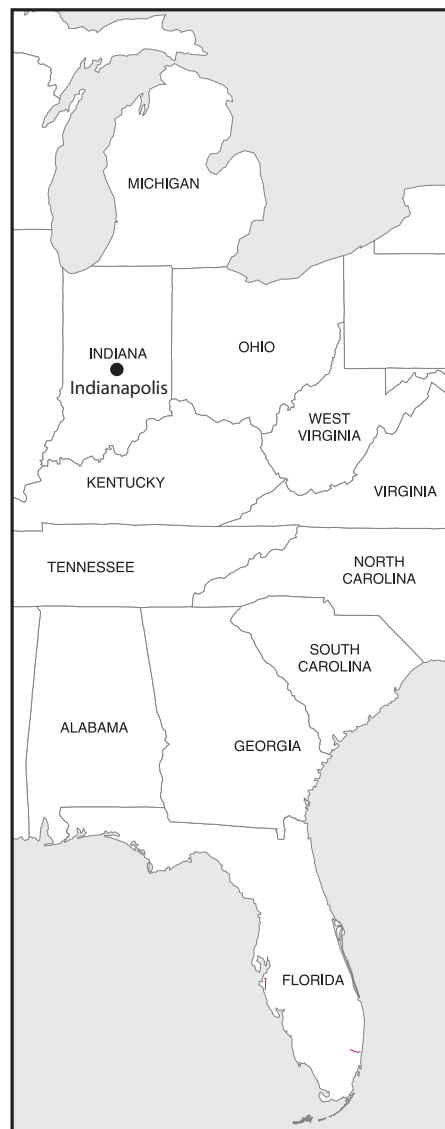 MICHIGAN
INDIANA
Indianapolis
OHIO
WEST
VIRGINIA
KENTUCKY
VIRGINIA
TENNESSEE
NORTH
CAROLINA
SOUTH
CAROLINA
ALABAMA
GEORGIA
FLORIDA